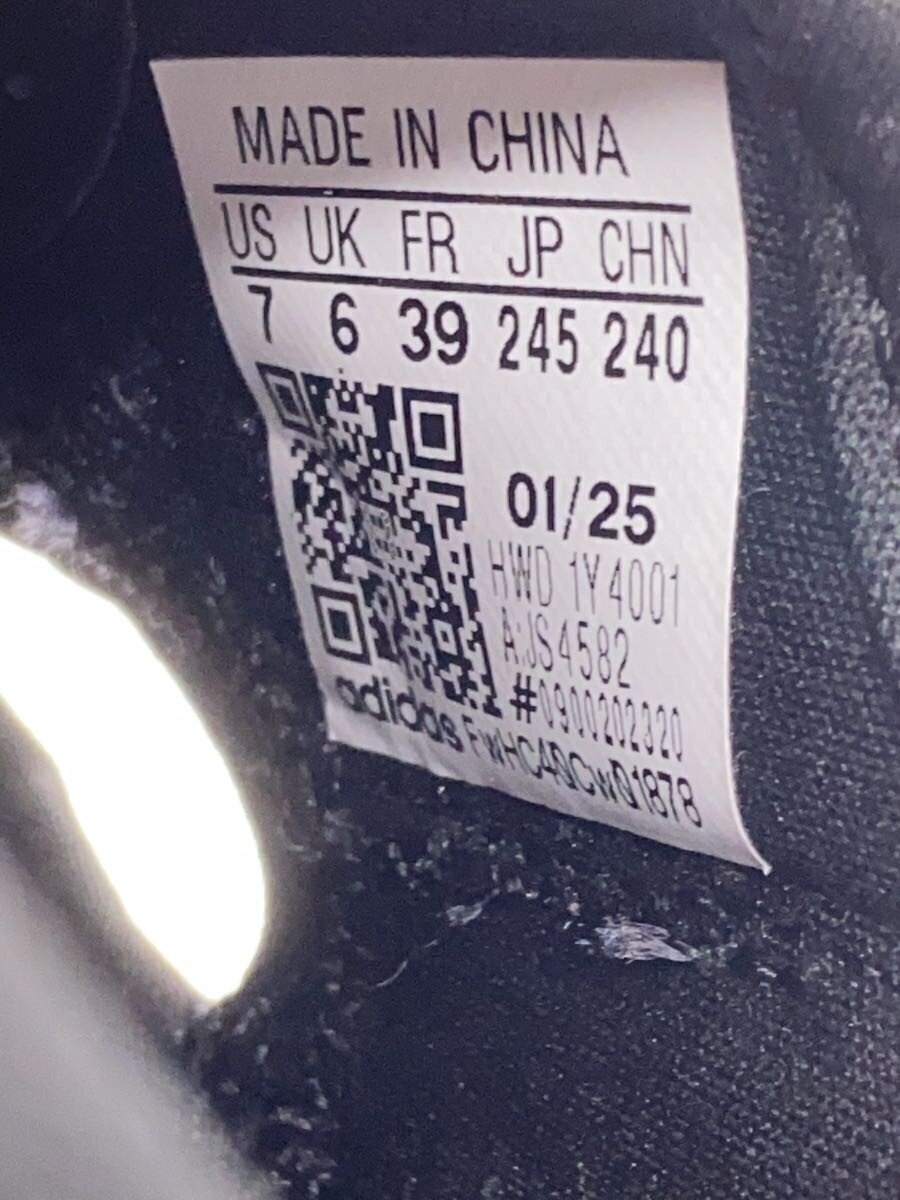 MADE IN CHINA
US UK FR JP CHN
7 6 39 245 240
01/25
HWD 1Y4001
A:JS4582
#0900202320
adidas FwHC4QCwQ1878